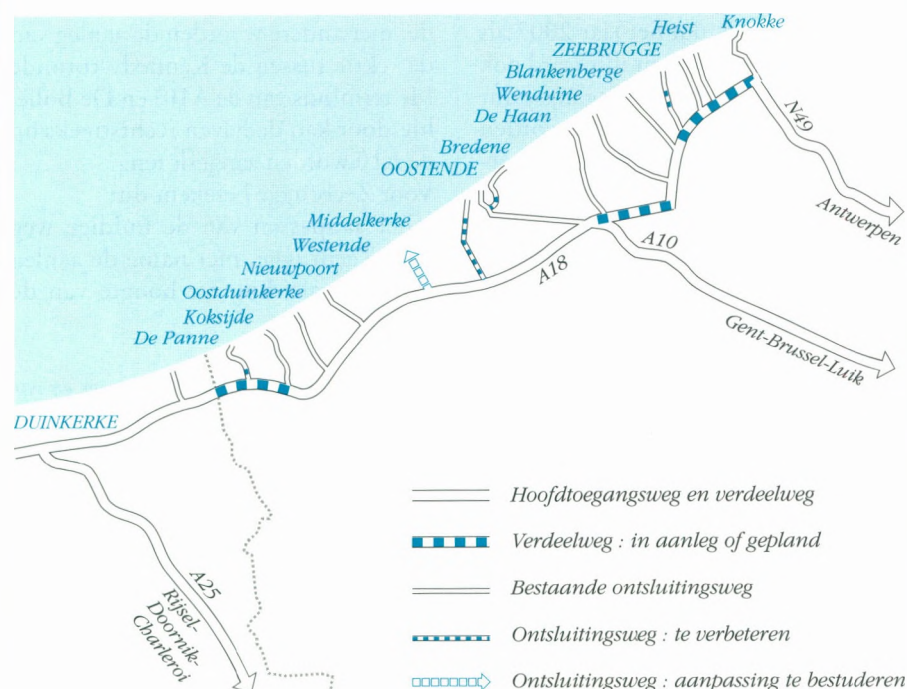 Heist
Knokke
ZEEBRUGGE
Blankenberge
Wenduine
De Haan
Bredene
OOSTENDE
Middelkerke
Westende
Nieuwpoort
Oostduinkerke
Koksijde
De Panne
DUINKERKE
N49
Antwerpen
A10
A18
Gent-Brussel-Luik
A25
Rijsel-
Doornik-
Charleroi
Hoofdtoegangsweg en verdeelweg
Verdeelweg : in aanleg of gepland
Bestaande ontsluitingsweg
Ontsluitingsweg : te verbeteren
Ontsluitingsweg : aanpassing te bestuderen